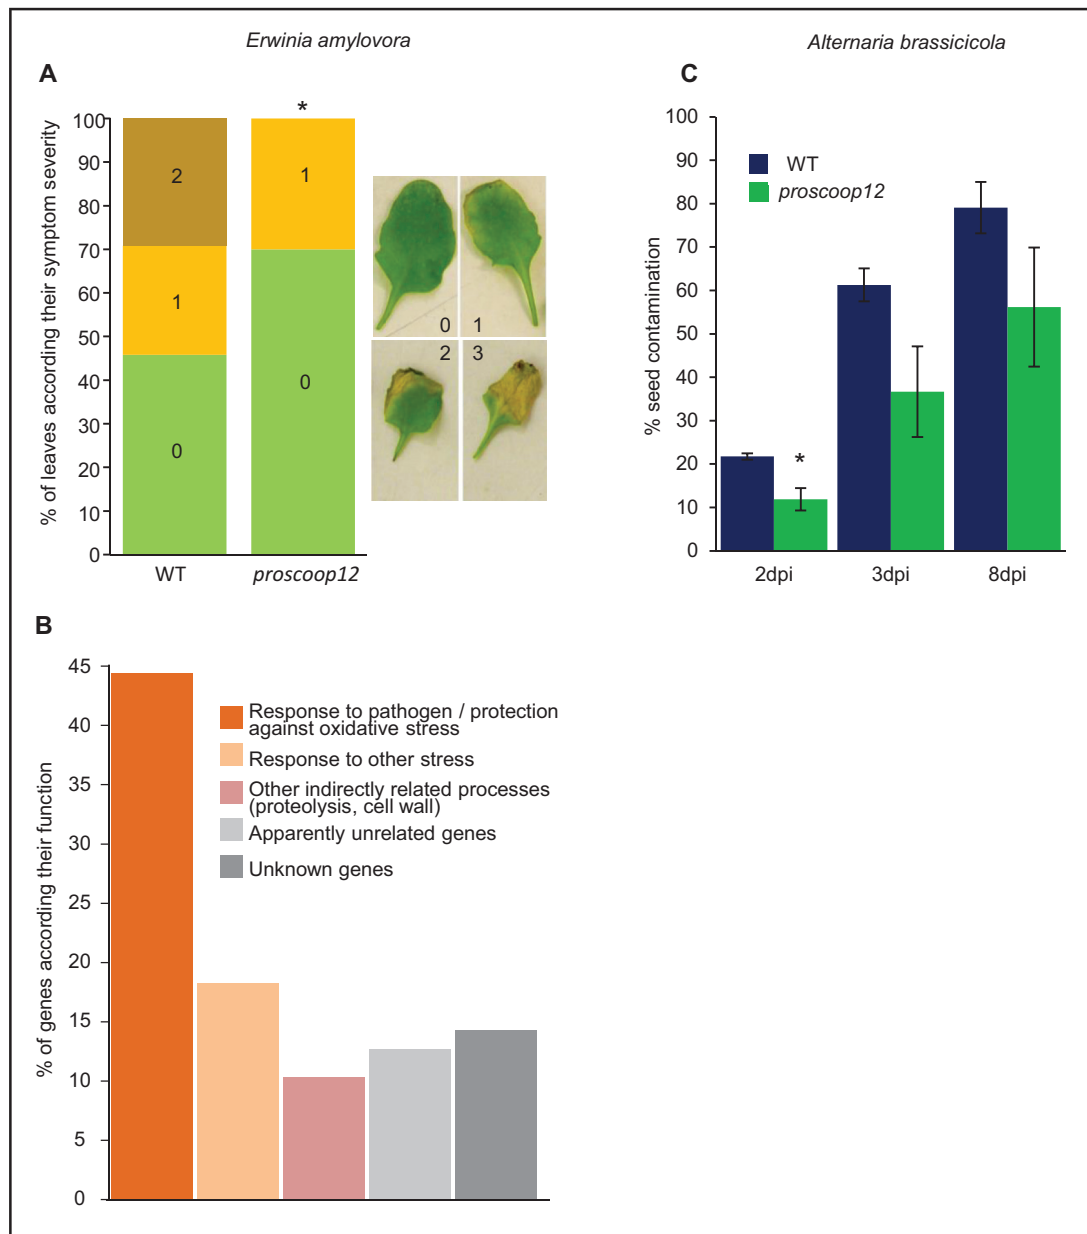 Erwinia amylovora
Alternaria brassicicola
A
% of leaves according their symptom severity
100
90
80
70
60
50
40
30
20
10
0
2
1
0
*
1
0
WT
proscoop12
0 1
2 3
C
% seed contamination
100
90
80
70
60
50
40
30
20
10
0
WT
proscoop12
*
2dpi
3dpi
8dpi
B
% of genes according their function
45
40
35
30
25
20
15
10
5
0
Response to pathogen / protection
against oxidative stress
Response to other stress
Other indirectly related processes
(proteolysis, cell wall)
Apparently unrelated genes
Unknown genes